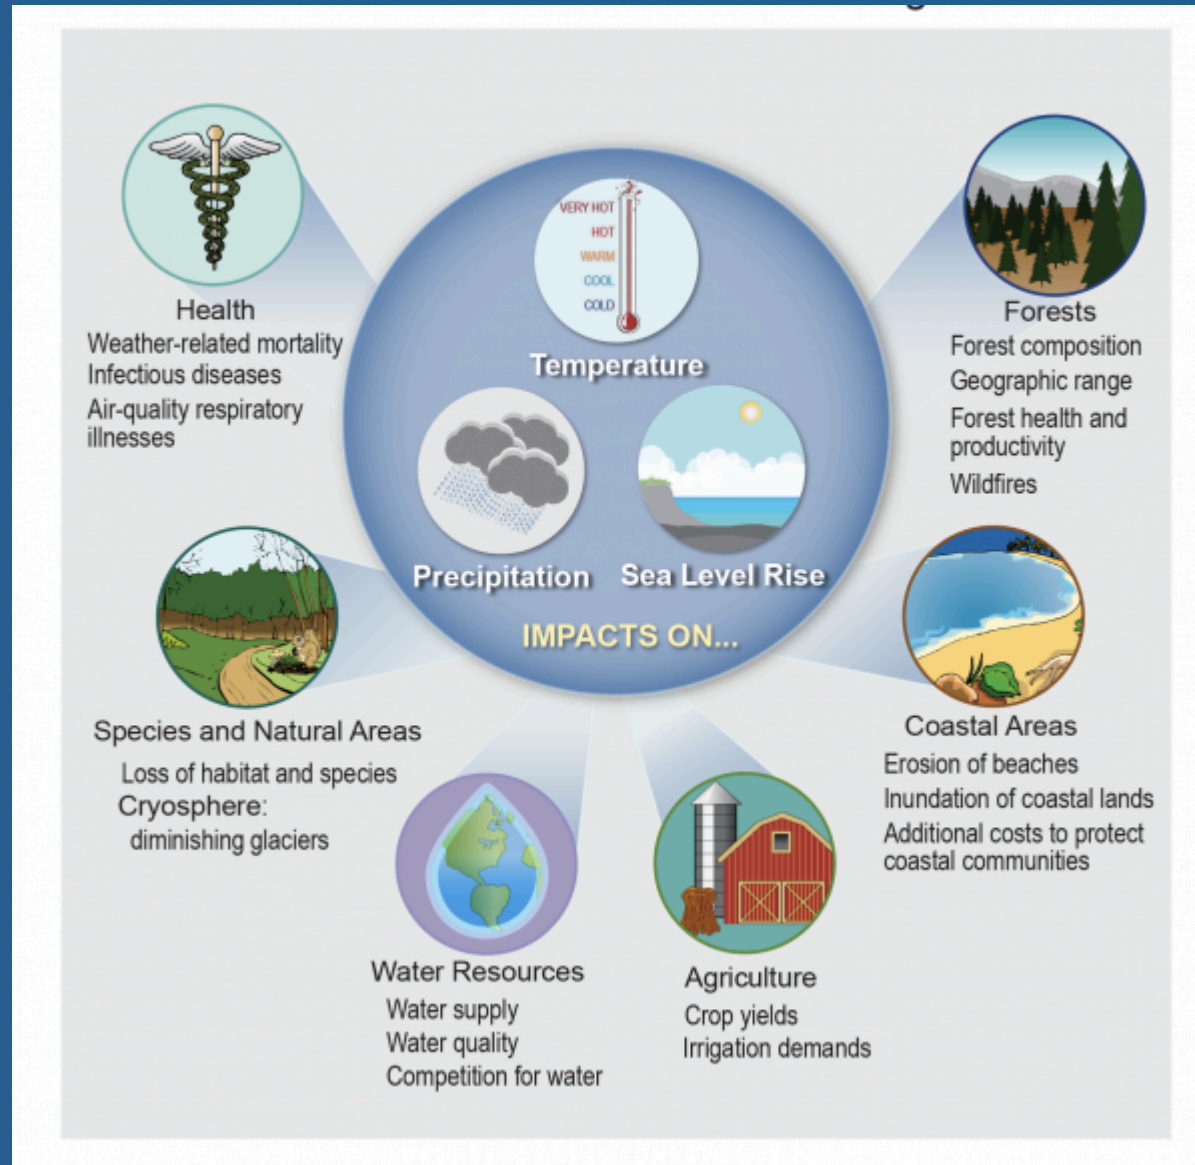 VERY HOT
HOT
WARM
COOL
COLD
Temperature
Precipitation
Sea Level Rise
IMPACTS ON...
Health
Weather-related mortality
Infectious diseases
Air-quality respiratory
illnesses
Forests
Forest composition
Geographic range
Forest health and
productivity
Wildfires
Species and Natural Areas
Loss of habitat and species
Cryosphere:
diminishing glaciers
Coastal Areas
Erosion of beaches
Inundation of coastal lands
Additional costs to protect
coastal communities
Water Resources
Water supply
Water quality
Competition for water
Agriculture
Crop yields
Irrigation demands